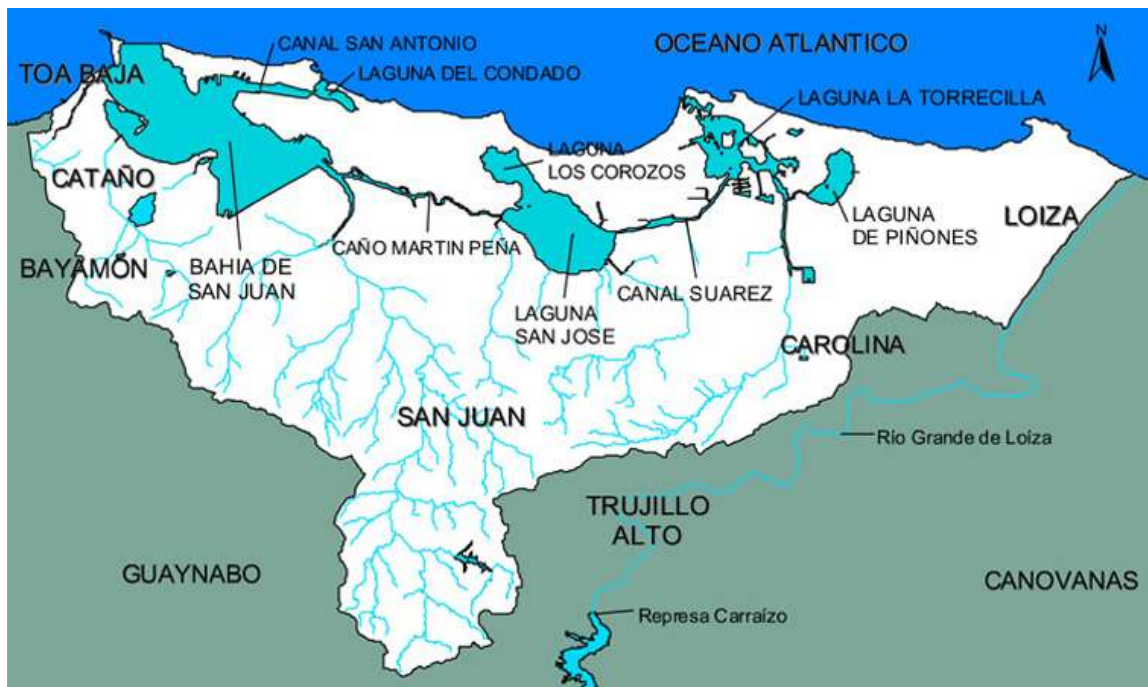 N
CANAL SAN ANTONIO
OCEANO ATLANTICO
TOA BAJA
LAGUNA DEL CONDADO
LAGUNA LA TORRECILLA
LAGUNA
LOS COROZOS
CATAÑO
LAGUNA
DE PIÑONES
LOIZA
CAÑO MARTIN PEÑA
BAYAMÓN
BAHIA DE
SAN JUAN
CANAL SUAREZ
LAGUNA
SAN JOSE
CAROLINA
SAN JUAN
Río Grande de Loíza
TRUJILLO
ALTO
GUAYNABO
CANOVANAS
Represa Carraízo